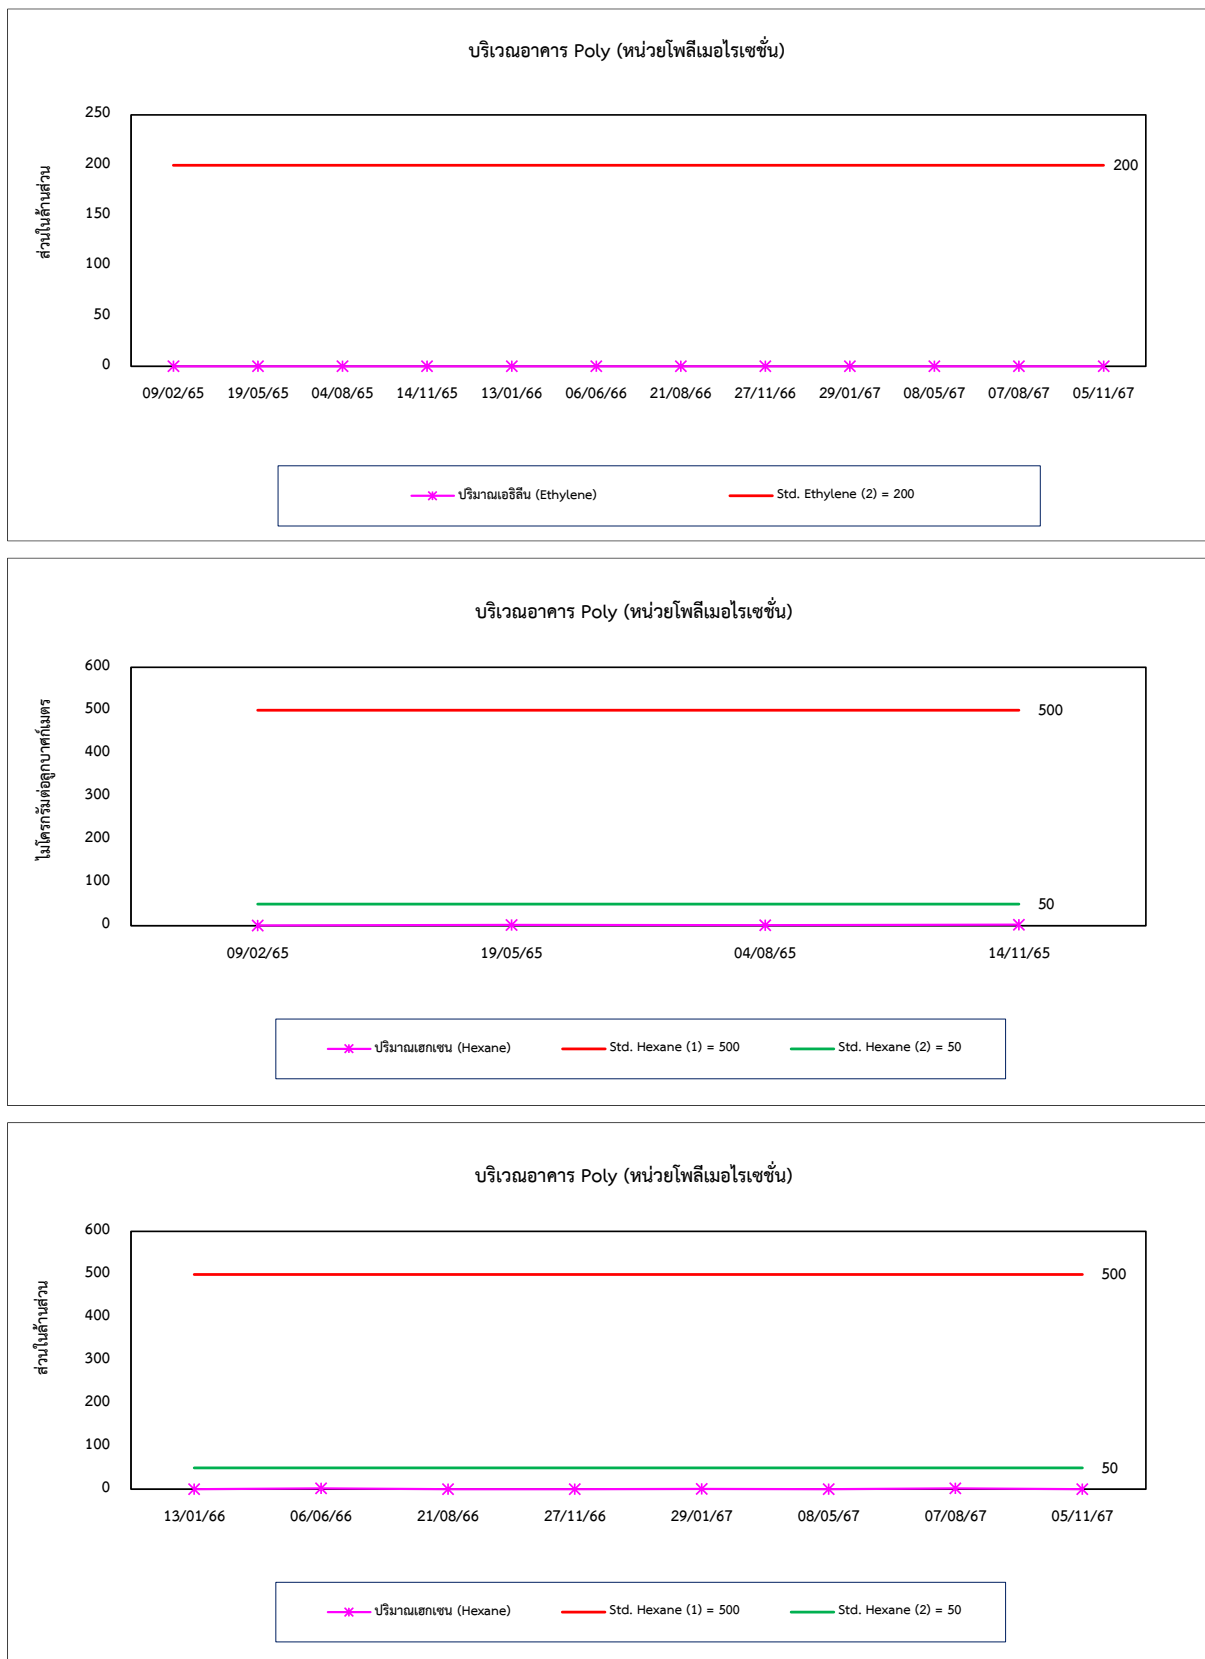 บริเวณอาคาร Poly (หน่วยโพลีเมอไรเซชั่น)
ส่วนในล้านส่วน
250
200
150
100
50
0
200
09/02/65 19/05/65 04/08/65 14/11/65 13/01/66 06/06/66 21/08/66 27/11/66 29/01/67 08/05/67 07/08/67 05/11/67
ปริมาณเอธิลีน (Ethylene) Std. Ethylene (2) = 200
บริเวณอาคาร Poly (หน่วยโพลีเมอไรเซชั่น)
ไมโครกรัมต่อลูกบาศก์เมตร
600
500
400
300
200
100
0
500
50
09/02/65 19/05/65 04/08/65 14/11/65
ปริมาณเฮกเซน (Hexane) Std. Hexane (1) = 500 Std. Hexane (2) = 50
บริเวณอาคาร Poly (หน่วยโพลีเมอไรเซชั่น)
ส่วนในล้านส่วน
600
500
400
300
200
100
0
500
50
13/01/66 06/06/66 21/08/66 27/11/66 29/01/67 08/05/67 07/08/67 05/11/67
ปริมาณเฮกเซน (Hexane) Std. Hexane (1) = 500 Std. Hexane (2) = 50